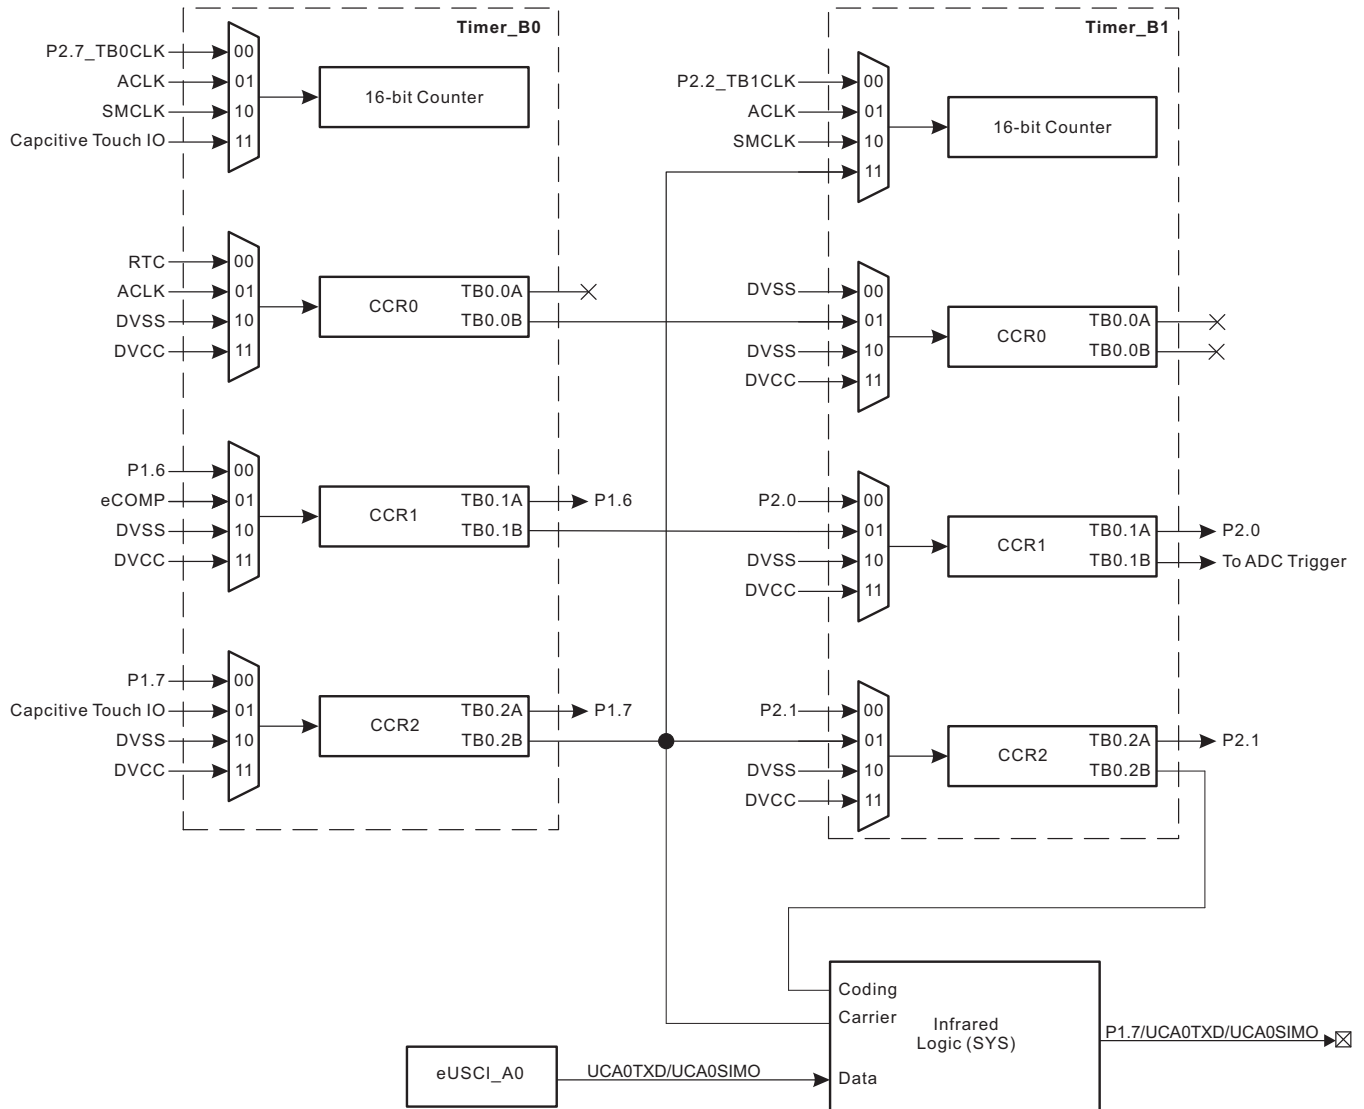 Timer_B0
P2.7_TB0CLK
00
ACLK
01
SMCLK
10
Capcitive Touch IO
11
16-bit Counter
RTC
00
ACLK
01
DVSS
10
DVCC
11
CCR0
TB0.0A
TB0.0B
P1.6
00
eCOMP
01
DVSS
10
DVCC
11
CCR1
TB0.1A
P1.6
TB0.1B
P1.7
00
Capcitive Touch IO
01
DVSS
10
DVCC
11
CCR2
TB0.2A
P1.7
TB0.2B
Timer_B1
P2.2_TB1CLK
00
ACLK
01
SMCLK
10
11
16-bit Counter
DVSS
00
01
DVSS
10
DVCC
11
CCR0
TB0.0A
TB0.0B
P2.0
00
01
DVSS
10
DVCC
11
CCR1
TB0.1A
P2.0
TB0.1B
To ADC Trigger
P2.1
00
01
DVSS
10
DVCC
11
CCR2
TB0.2A
P2.1
TB0.2B
Coding
Carrier
Data
Infrared
Logic (SYS)
P1.7/UCA0TXD/UCA0SIMO
eUSCI_A0
UCA0TXD/UCA0SIMO